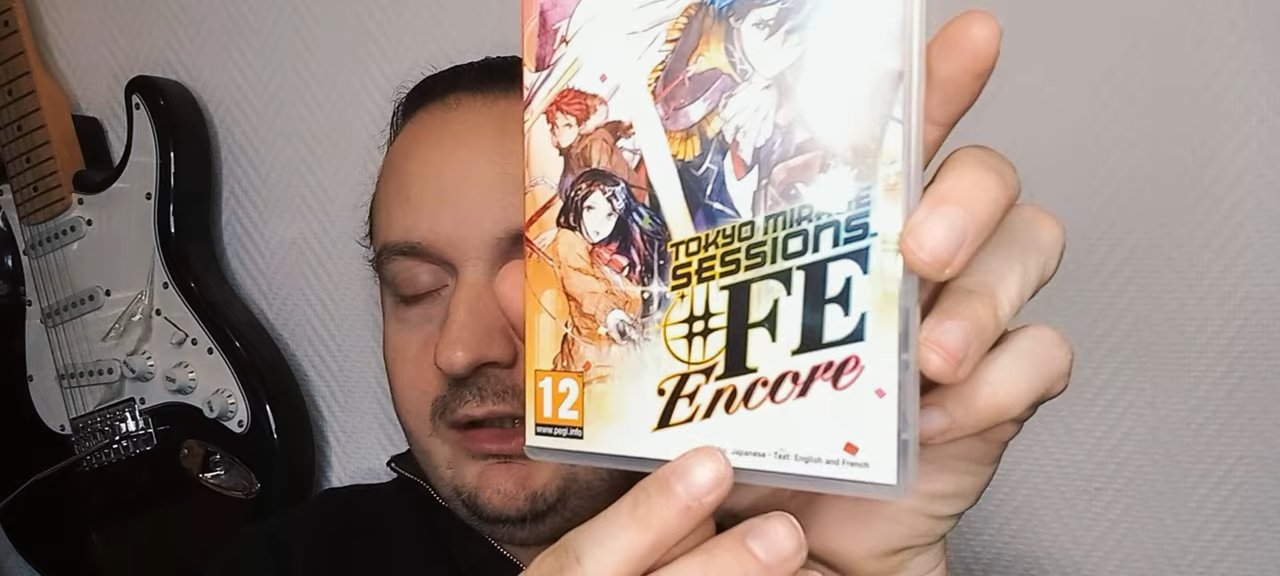 TOKYO MIRAGE
SESSIONS
#FE
Encore
12
www.pegi.info
Japanese - Text: English and French